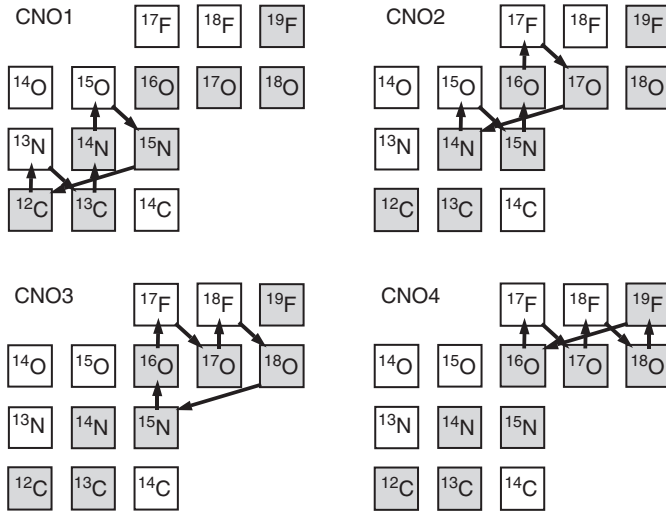 CNO1 ¹⁷F ¹⁸F ¹⁹F
¹⁴O ¹⁵O ¹⁶O ¹⁷O ¹⁸O
¹³N ¹⁴N ¹⁵N
¹²C ¹³C ¹⁴C
CNO2 ¹⁷F ¹⁸F ¹⁹F
¹⁴O ¹⁵O ¹⁶O ¹⁷O ¹⁸O
¹³N ¹⁴N ¹⁵N
¹²C ¹³C ¹⁴C
CNO3 ¹⁷F ¹⁸F ¹⁹F
¹⁴O ¹⁵O ¹⁶O ¹⁷O ¹⁸O
¹³N ¹⁴N ¹⁵N
¹²C ¹³C ¹⁴C
CNO4 ¹⁷F ¹⁸F ¹⁹F
¹⁴O ¹⁵O ¹⁶O ¹⁷O ¹⁸O
¹³N ¹⁴N ¹⁵N
¹²C ¹³C ¹⁴C